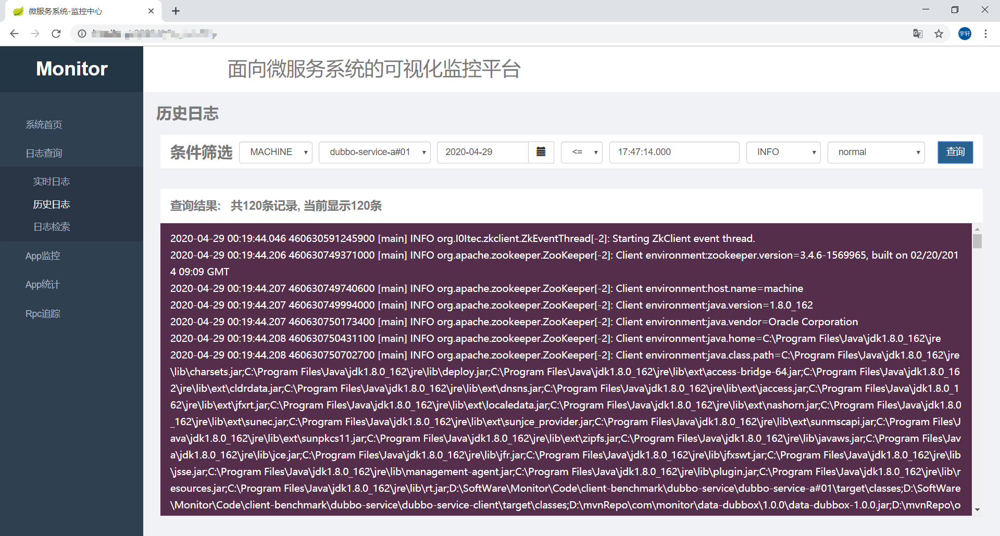 微服务系统-监控中心
宇轩
Monitor
面向微服务系统的可视化监控平台
系统首页
日志查询
实时日志
历史日志
日志检索
App监控
App统计
Rpc追踪
历史日志
条件筛选 MACHINE dubbo-service-a#01 2020-04-29 <= 17:47:14.000 INFO normal 查询
查询结果: 共120条记录, 当前显示120条
2020-04-29 00:19:44.046 460630591245900 [main] INFO org.I0Itec.zkclient.ZkEventThread[-2]: Starting ZkClient event thread.
2020-04-29 00:19:44.206 460630749371000 [main] INFO org.apache.zookeeper.ZooKeeper[-2]: Client environment:zookeeper.version=3.4.6-1569965, built on 02/20/201
4 09:09 GMT
2020-04-29 00:19:44.207 460630749740600 [main] INFO org.apache.zookeeper.ZooKeeper[-2]: Client environment:host.name=machine
2020-04-29 00:19:44.207 460630749994000 [main] INFO org.apache.zookeeper.ZooKeeper[-2]: Client environment:java.version=1.8.0_162
2020-04-29 00:19:44.207 460630750173400 [main] INFO org.apache.zookeeper.ZooKeeper[-2]: Client environment:java.vendor=Oracle Corporation
2020-04-29 00:19:44.208 460630750431100 [main] INFO org.apache.zookeeper.ZooKeeper[-2]: Client environment:java.home=C:\Program Files\Java\jdk1.8.0_162\jre
2020-04-29 00:19:44.208 460630750702700 [main] INFO org.apache.zookeeper.ZooKeeper[-2]: Client environment:java.class.path=C:\Program Files\Java\jdk1.8.0_162\jre
\lib\charsets.jar;C:\Program Files\Java\jdk1.8.0_162\jre\lib\deploy.jar;C:\Program Files\Java\jdk1.8.0_162\jre\lib\ext\access-bridge-64.jar;C:\Program Files\Java\jdk1.8.0_16
2\jre\lib\ext\cldrdata.jar;C:\Program Files\Java\jdk1.8.0_162\jre\lib\ext\dnsns.jar;C:\Program Files\Java\jdk1.8.0_162\jre\lib\ext\jaccess.jar;C:\Program Files\Java\jdk1.8.0_1
62\jre\lib\ext\jfxrt.jar;C:\Program Files\Java\jdk1.8.0_162\jre\lib\ext\localedata.jar;C:\Program Files\Java\jdk1.8.0_162\jre\lib\ext\nashorn.jar;C:\Program Files\Java\jdk1.8.0
_162\jre\lib\ext\sunec.jar;C:\Program Files\Java\jdk1.8.0_162\jre\lib\ext\sunjce_provider.jar;C:\Program Files\Java\jdk1.8.0_162\jre\lib\ext\sunmscapi.jar;C:\Program Files\J
ava\jdk1.8.0_162\jre\lib\ext\sunpkcs11.jar;C:\Program Files\Java\jdk1.8.0_162\jre\lib\ext\zipfs.jar;C:\Program Files\Java\jdk1.8.0_162\jre\lib\javaws.jar;C:\Program Files\Jav
a\jdk1.8.0_162\jre\lib\jce.jar;C:\Program Files\Java\jdk1.8.0_162\jre\lib\jfr.jar;C:\Program Files\Java\jdk1.8.0_162\jre\lib\jfxswt.jar;C:\Program Files\Java\jdk1.8.0_162\jre\lib
\jsse.jar;C:\Program Files\Java\jdk1.8.0_162\jre\lib\management-agent.jar;C:\Program Files\Java\jdk1.8.0_162\jre\lib\plugin.jar;C:\Program Files\Java\jdk1.8.0_162\jre\lib\r
esources.jar;C:\Program Files\Java\jdk1.8.0_162\jre\lib\rt.jar;D:\SoftWare\Monitor\Code\client-benchmark\dubbo-service\dubbo-service-a#01\target\classes;D:\SoftWare
\Monitor\Code\client-benchmark\dubbo-service\dubbo-service-client\target\classes;D:\mvnRepo\com\monitor\data-dubbox\1.0.0\data-dubbox-1.0.0.jar;D:\mvnRepo\o